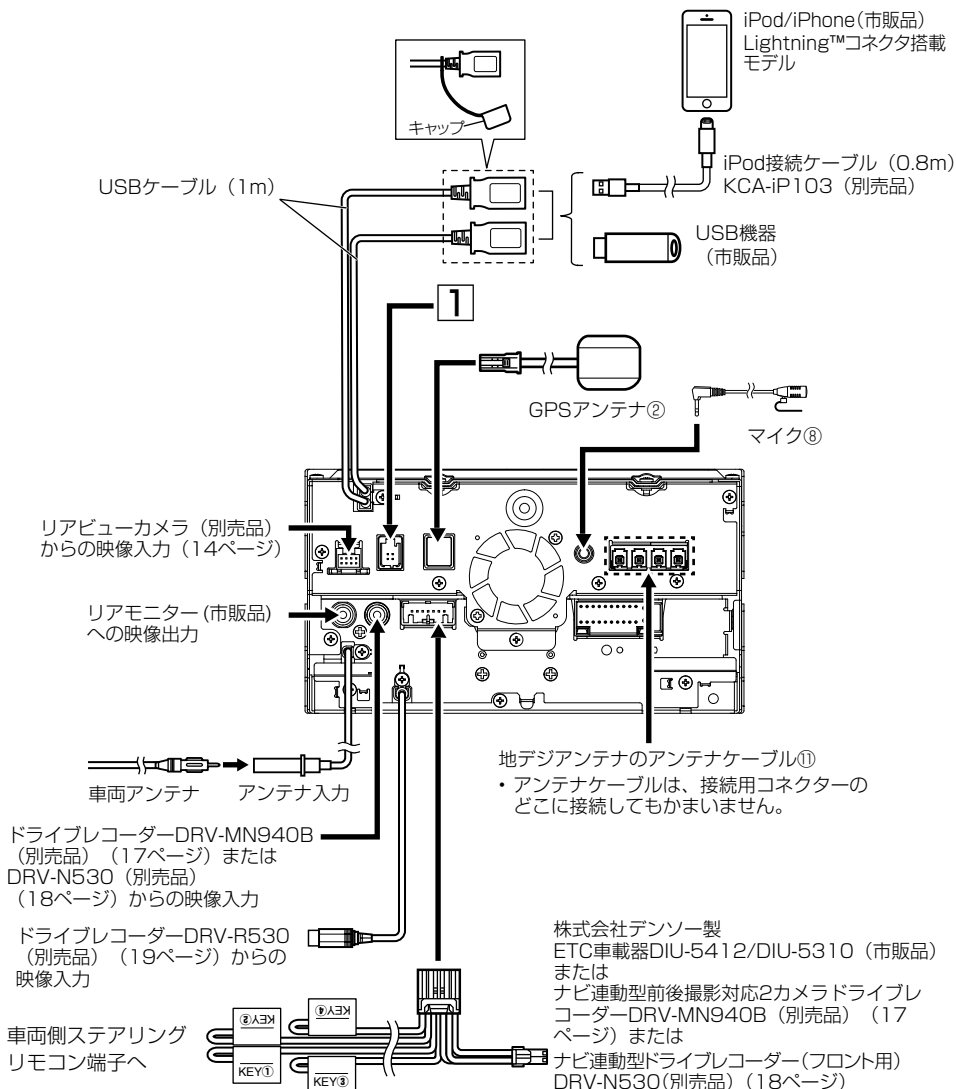 iPod/iPhone(市販品)
Lightning™コネクタ搭載
モデル
キャップ
iPod接続ケーブル（0.8m）
KCA-iP103（別売品）
USBケーブル（1m）
USB機器
（市販品）
1
GPSアンテナ②
マイク⑧
リアビューカメラ（別売品）
からの映像入力（14ページ）
リアモニター(市販品)
への映像出力
地デジアンテナのアンテナケーブル⑪
• アンテナケーブルは、接続用コネクターの
どこに接続してもかまいません。
車両アンテナ
アンテナ入力
ドライブレコーダーDRV-MN940B
（別売品）（17ページ）または
DRV-N530（別売品）
（18ページ）からの映像入力
ドライブレコーダーDRV-R530
（別売品）（19ページ）からの
映像入力
株式会社デンソー製
ETC車載器DIU-5412/DIU-5310（市販品）
または
ナビ連動型前後撮影対応2カメラドライブレ
コーダーDRV-MN940B（別売品）（17
ページ）または
ナビ連動型ドライブレコーダー(フロント用)
DRV-N530(別売品)（18ページ）
車両側ステアリング
リモコン端子へ
KEY②
KEY④
KEY①
KEY③